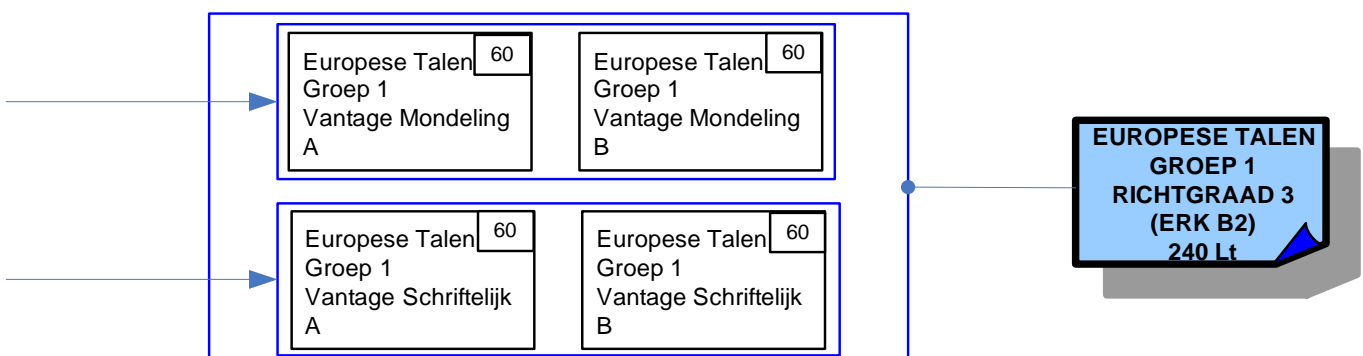 Europese Talen 60
Groep 1
Vantage Mondeling
A
Europese Talen 60
Groep 1
Vantage Mondeling
B
Europese Talen 60
Groep 1
Vantage Schriftelijk
A
Europese Talen 60
Groep 1
Vantage Schriftelijk
B
EUROPESE TALEN
GROEP 1
RICHTGRAAD 3
(ERK B2)
240 Lt